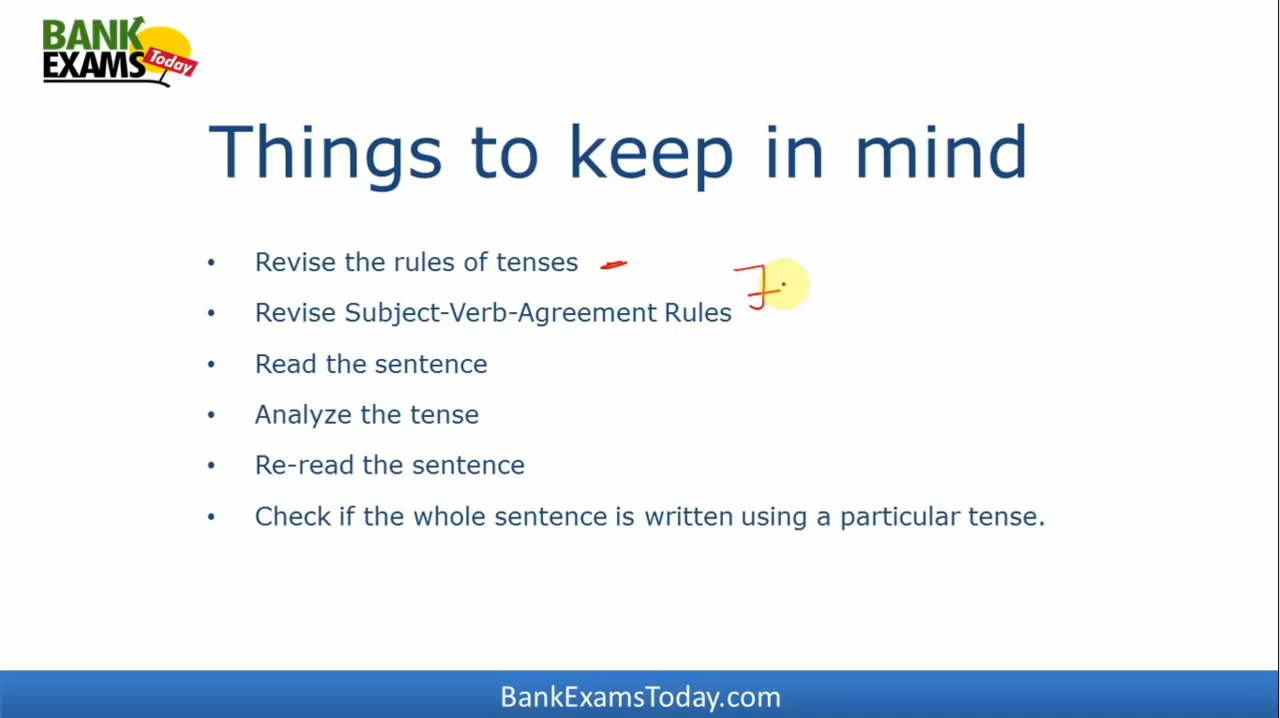 BANK
EXAMS Today
Things to keep in mind
• Revise the rules of tenses
• Revise Subject-Verb-Agreement Rules
• Read the sentence
• Analyze the tense
• Re-read the sentence
• Check if the whole sentence is written using a particular tense.
BankExamsToday.com